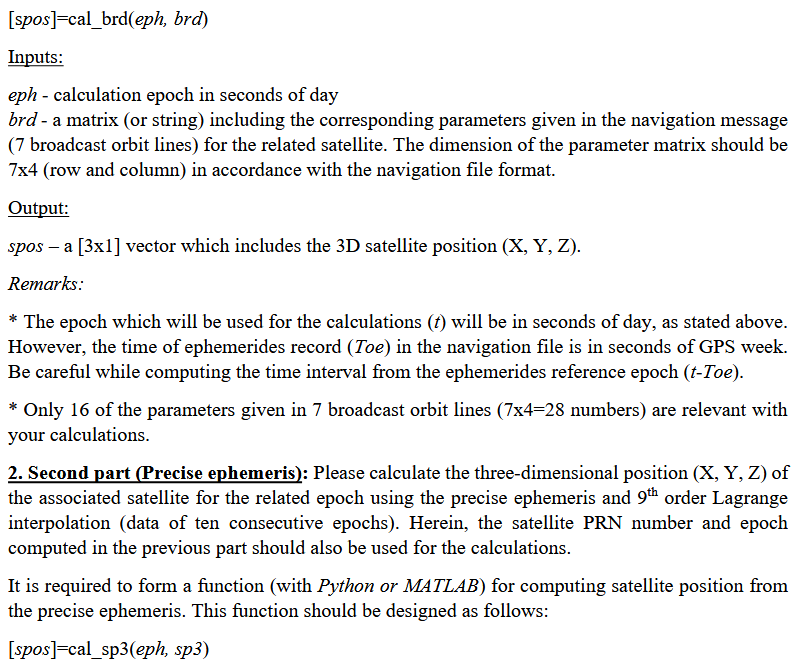 [spos]=cal_brd(eph, brd)
Inputs:
eph - calculation epoch in seconds of day
brd - a matrix (or string) including the corresponding parameters given in the navigation message
(7 broadcast orbit lines) for the related satellite. The dimension of the parameter matrix should be
7x4 (row and column) in accordance with the navigation file format.
Output:
spos – a [3x1] vector which includes the 3D satellite position (X, Y, Z).
Remarks:
* The epoch which will be used for the calculations (t) will be in seconds of day, as stated above.
However, the time of ephemerides record (Toe) in the navigation file is in seconds of GPS week.
Be careful while computing the time interval from the ephemerides reference epoch (t-Toe).
* Only 16 of the parameters given in 7 broadcast orbit lines (7x4=28 numbers) are relevant with
your calculations.
2. Second part (Precise ephemeris): Please calculate the three-dimensional position (X, Y, Z) of
the associated satellite for the related epoch using the precise ephemeris and 9th order Lagrange
interpolation (data of ten consecutive epochs). Herein, the satellite PRN number and epoch
computed in the previous part should also be used for the calculations.
It is required to form a function (with Python or MATLAB) for computing satellite position from
the precise ephemeris. This function should be designed as follows:
[spos]=cal_sp3(eph, sp3)